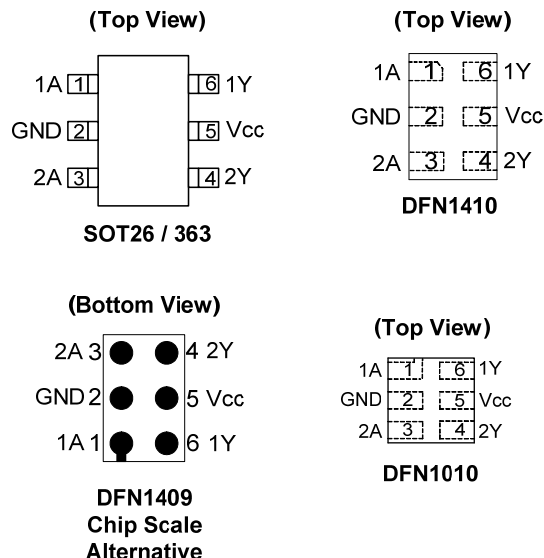 (Top View)
1A 1 6 1Y
GND 2 5 Vcc
2A 3 4 2Y
SOT26 / 363
(Top View)
1A 1 6 1Y
GND 2 5 Vcc
2A 3 4 2Y
DFN1410
(Bottom View)
2A 3 4 2Y
GND 2 5 Vcc
1A 1 6 1Y
DFN1409
Chip Scale
Alternative
(Top View)
1A 1 6 1Y
GND 2 5 Vcc
2A 3 4 2Y
DFN1010